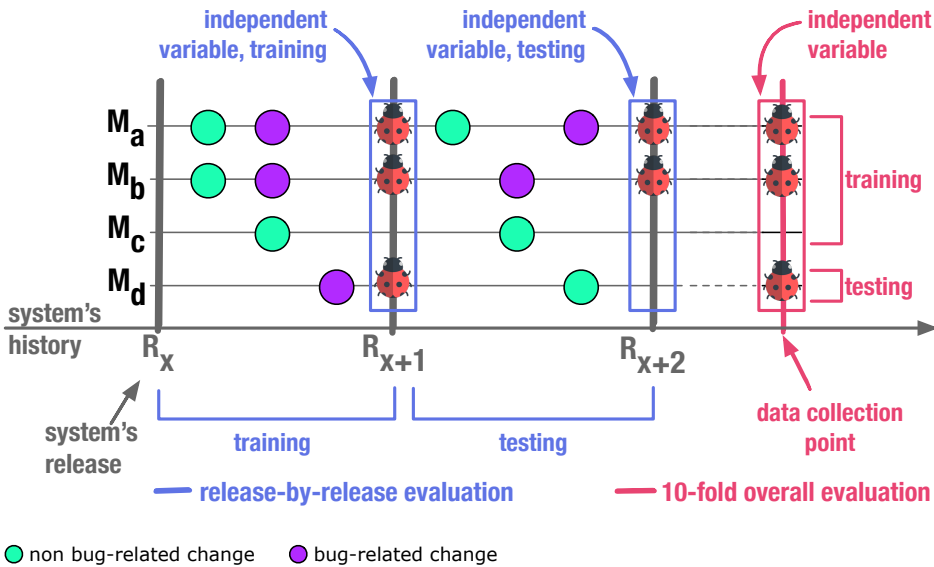 independent
variable, training
independent
variable, testing
independent
variable
Ma
Mb
Mc
Md
training
testing
system's
history
Rx
Rx+1
Rx+2
system's
release
training
testing
data collection
point
release-by-release evaluation
10-fold overall evaluation
non bug-related change
bug-related change